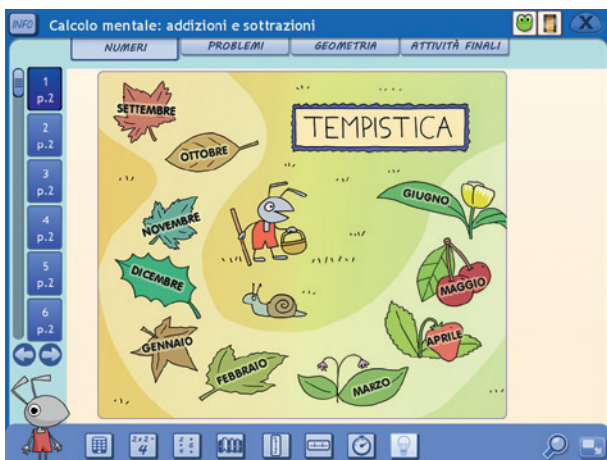 INFO Calcolo mentale: addizioni e sottrazioni X
NUMERI PROBLEMI GEOMETRIA ATTIVITÀ FINALI
1
p.2
2
p.2
3
p.2
4
p.2
5
p.2
6
p.2
TEMPISTICA
SETTEMBRE
OTTOBRE
NOVEMBRE
DICEMBRE
GENNAIO
FEBBRAIO
MARZO
APRILE
MAGGIO
GIUGNO